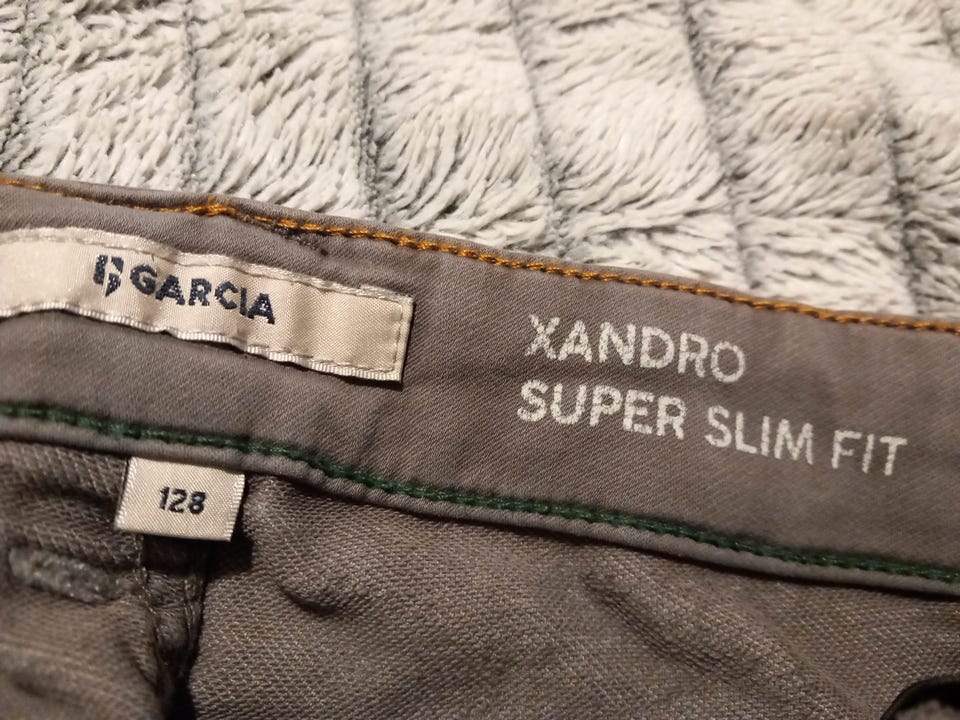 GARCIA
XANDRO
SUPER SLIM FIT
128